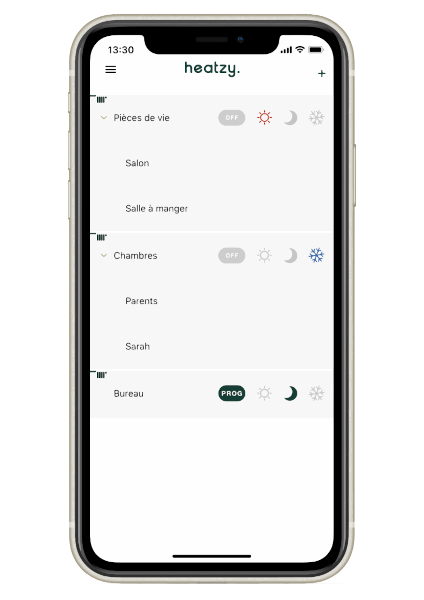 13:30
heatzy.
+
Pièces de vie OFF
Salon
Salle à manger
Chambres OFF
Parents
Sarah
Bureau PROG